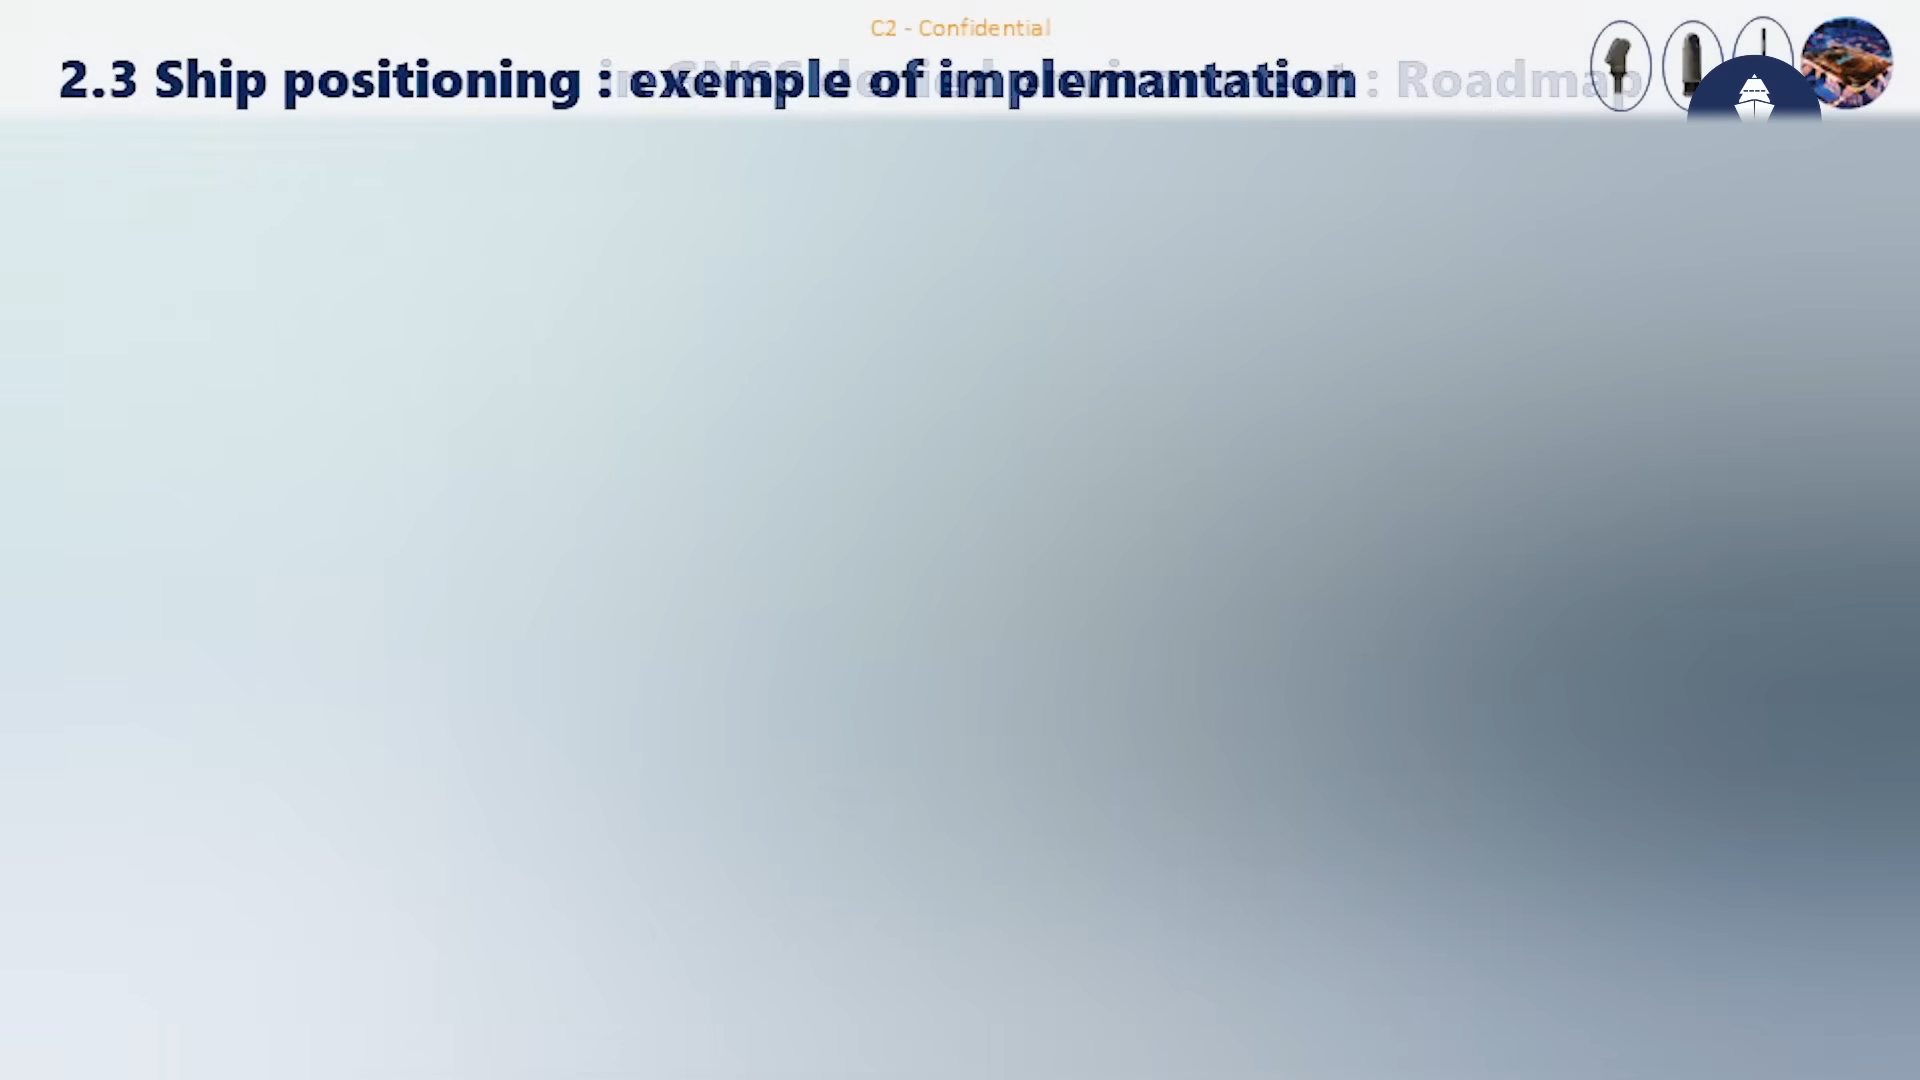 C2 - Confidential
2.3 Ship positioning : exemple of implemantation : Roadmap